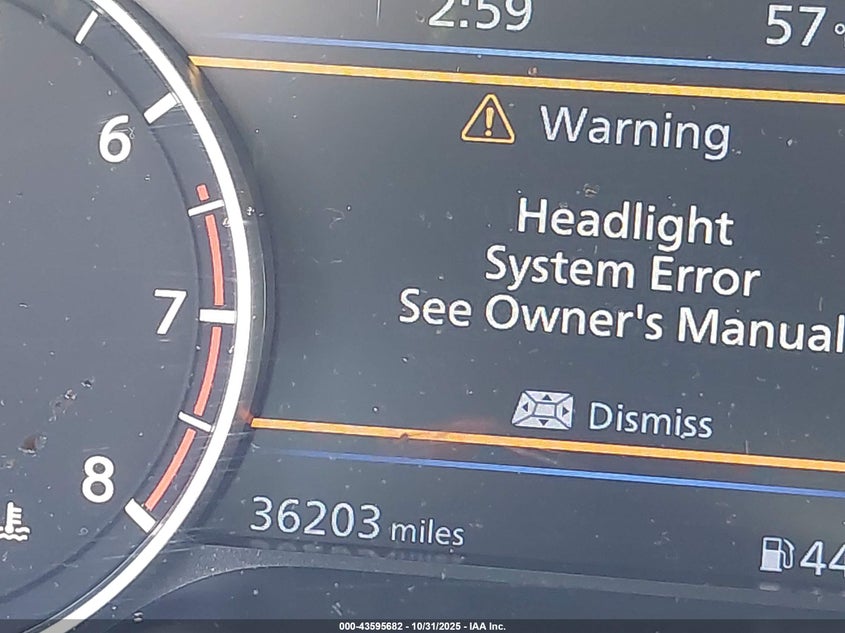 2:59
57°
6
Warning
Headlight
System Error
7
See Owner's Manual
Dismiss
8
36203 miles
44
000-43595682 - 10/31/2025 - IAA Inc.